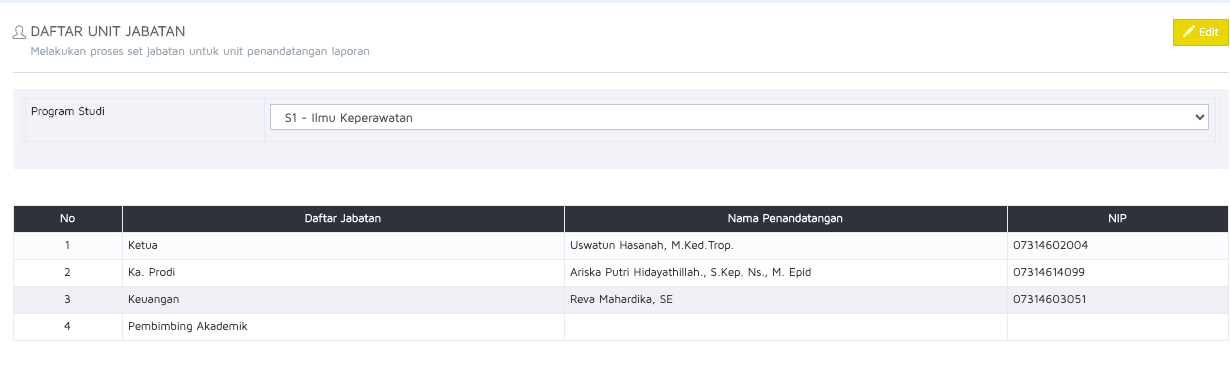 DAFTAR UNIT JABATAN
Edit
Melakukan proses set jabatan untuk unit penandatangan laporan
Program Studi
S1 - Ilmu Keperawatan
No Daftar Jabatan Nama Penandatangan NIP
1 Ketua Uswatun Hasanah, M.Ked.Trop. 07314602004
2 Ka. Prodi Ariska Putri Hidayathillah., S.Kep. Ns., M. Epid 07314614099
3 Keuangan Reva Mahardika, SE 07314603051
4 Pembimbing Akademik